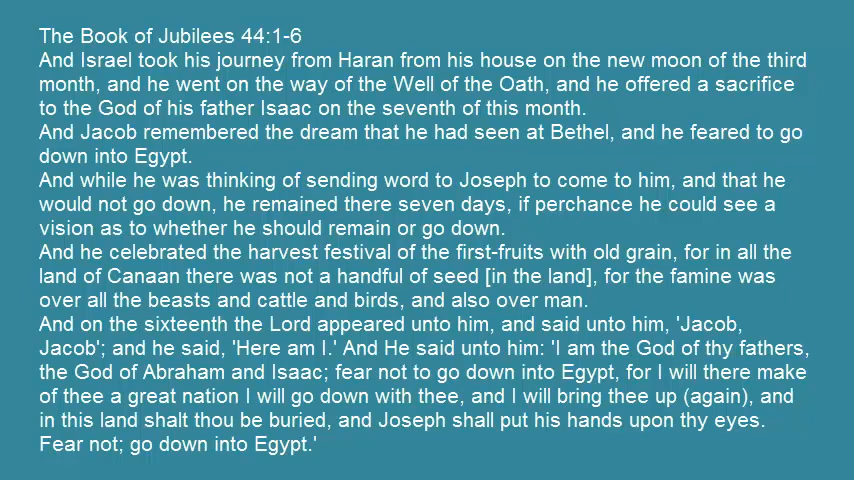 The Book of Jubilees 44:1-6
And Israel took his journey from Haran from his house on the new moon of the third
month, and he went on the way of the Well of the Oath, and he offered a sacrifice
to the God of his father Isaac on the seventh of this month.
And Jacob remembered the dream that he had seen at Bethel, and he feared to go
down into Egypt.
And while he was thinking of sending word to Joseph to come to him, and that he
would not go down, he remained there seven days, if perchance he could see a
vision as to whether he should remain or go down.
And he celebrated the harvest festival of the first-fruits with old grain, for in all the
land of Canaan there was not a handful of seed [in the land], for the famine was
over all the beasts and cattle and birds, and also over man.
And on the sixteenth the Lord appeared unto him, and said unto him, 'Jacob,
Jacob'; and he said, 'Here am I.' And He said unto him: 'I am the God of thy fathers,
the God of Abraham and Isaac; fear not to go down into Egypt, for I will there make
of thee a great nation I will go down with thee, and I will bring thee up (again), and
in this land shalt thou be buried, and Joseph shall put his hands upon thy eyes.
Fear not; go down into Egypt.'